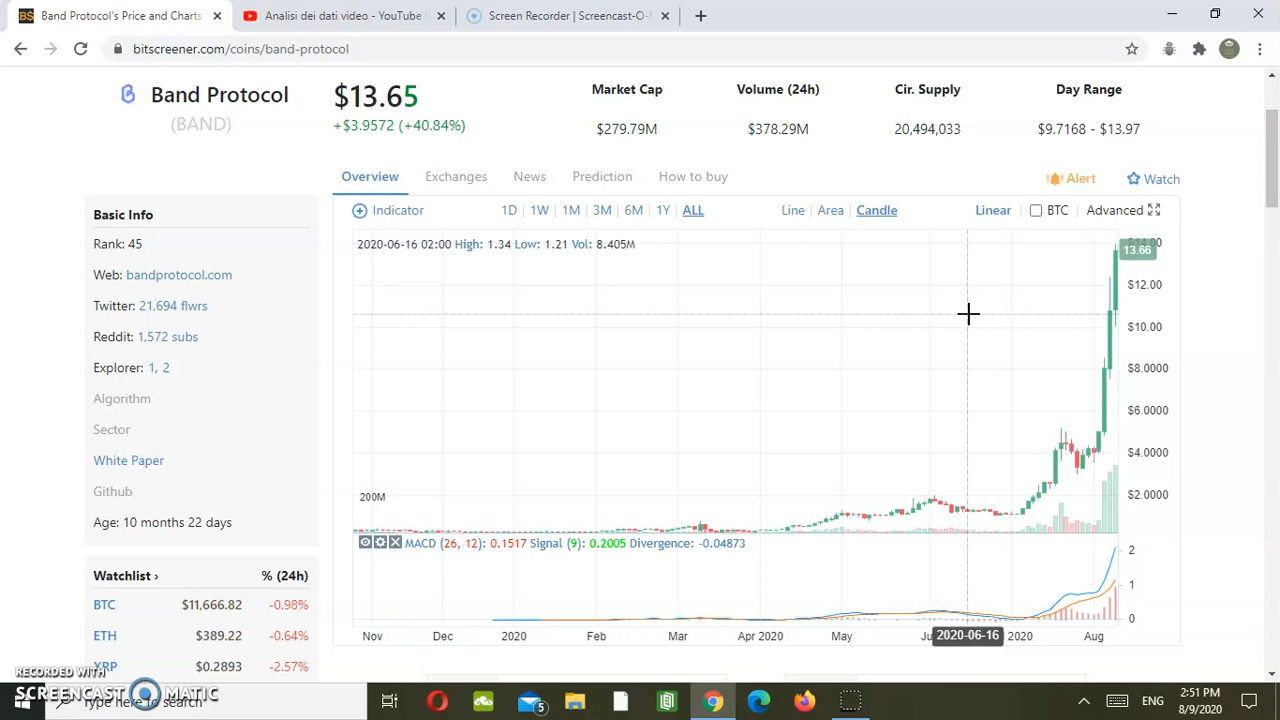 Band Protocol's Price and Charts
Analisi dei dati video - YouTube
Screen Recorder | Screencast-O-
bitscreener.com/coins/band-protocol
Band Protocol
(BAND)
$13.65
+$3.9572 (+40.84%)
Market Cap
$279.79M
Volume (24h)
$378.29M
Cir. Supply
20,494,033
Day Range
$9.7168 - $13.97
Overview Exchanges News Prediction How to buy
Alert Watch
Basic Info
Rank: 45
Web: bandprotocol.com
Twitter: 21,694 flwrs
Reddit: 1,572 subs
Explorer: 1, 2
Algorithm
Sector
White Paper
Github
Age: 10 months 22 days
Watchlist › % (24h)
BTC $11,666.82 -0.98%
ETH $389.22 -0.64%
XRP $0.2893 -2.57%
Indicator 1D 1W 1M 3M 6M 1Y ALL Line Area Candle Linear BTC Advanced
2020-06-16 02:00 High: 1.34 Low: 1.21 Vol: 8.405M
13.66
$12.00
$10.00
$8.0000
$6.0000
$4.0000
$2.0000
200M
MACD (26, 12): 0.1517 Signal (9): 0.2005 Divergence: -0.04873
2
1
0
Nov Dec 2020 Feb Mar Apr 2020 May 2020-06-16 2020 Aug
RECORDED WITH
SCREENCAST MATIC
Type here to search
5
ENG
2:51 PM
8/9/2020